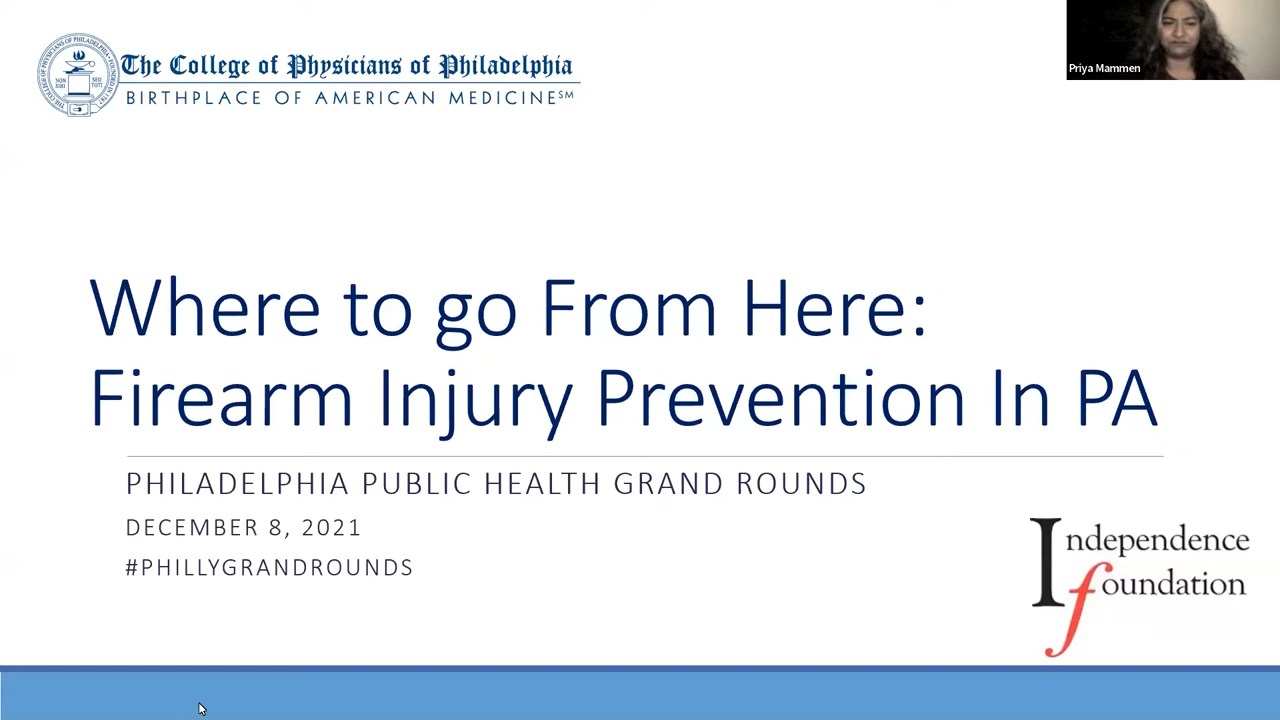 The College of Physicians of Philadelphia
BIRTHPLACE OF AMERICAN MEDICINE℠
Priya Mammen
Where to go From Here:
Firearm Injury Prevention In PA
PHILADELPHIA PUBLIC HEALTH GRAND ROUNDS
DECEMBER 8, 2021
#PHILLYGRANDROUNDS
Independence
foundation